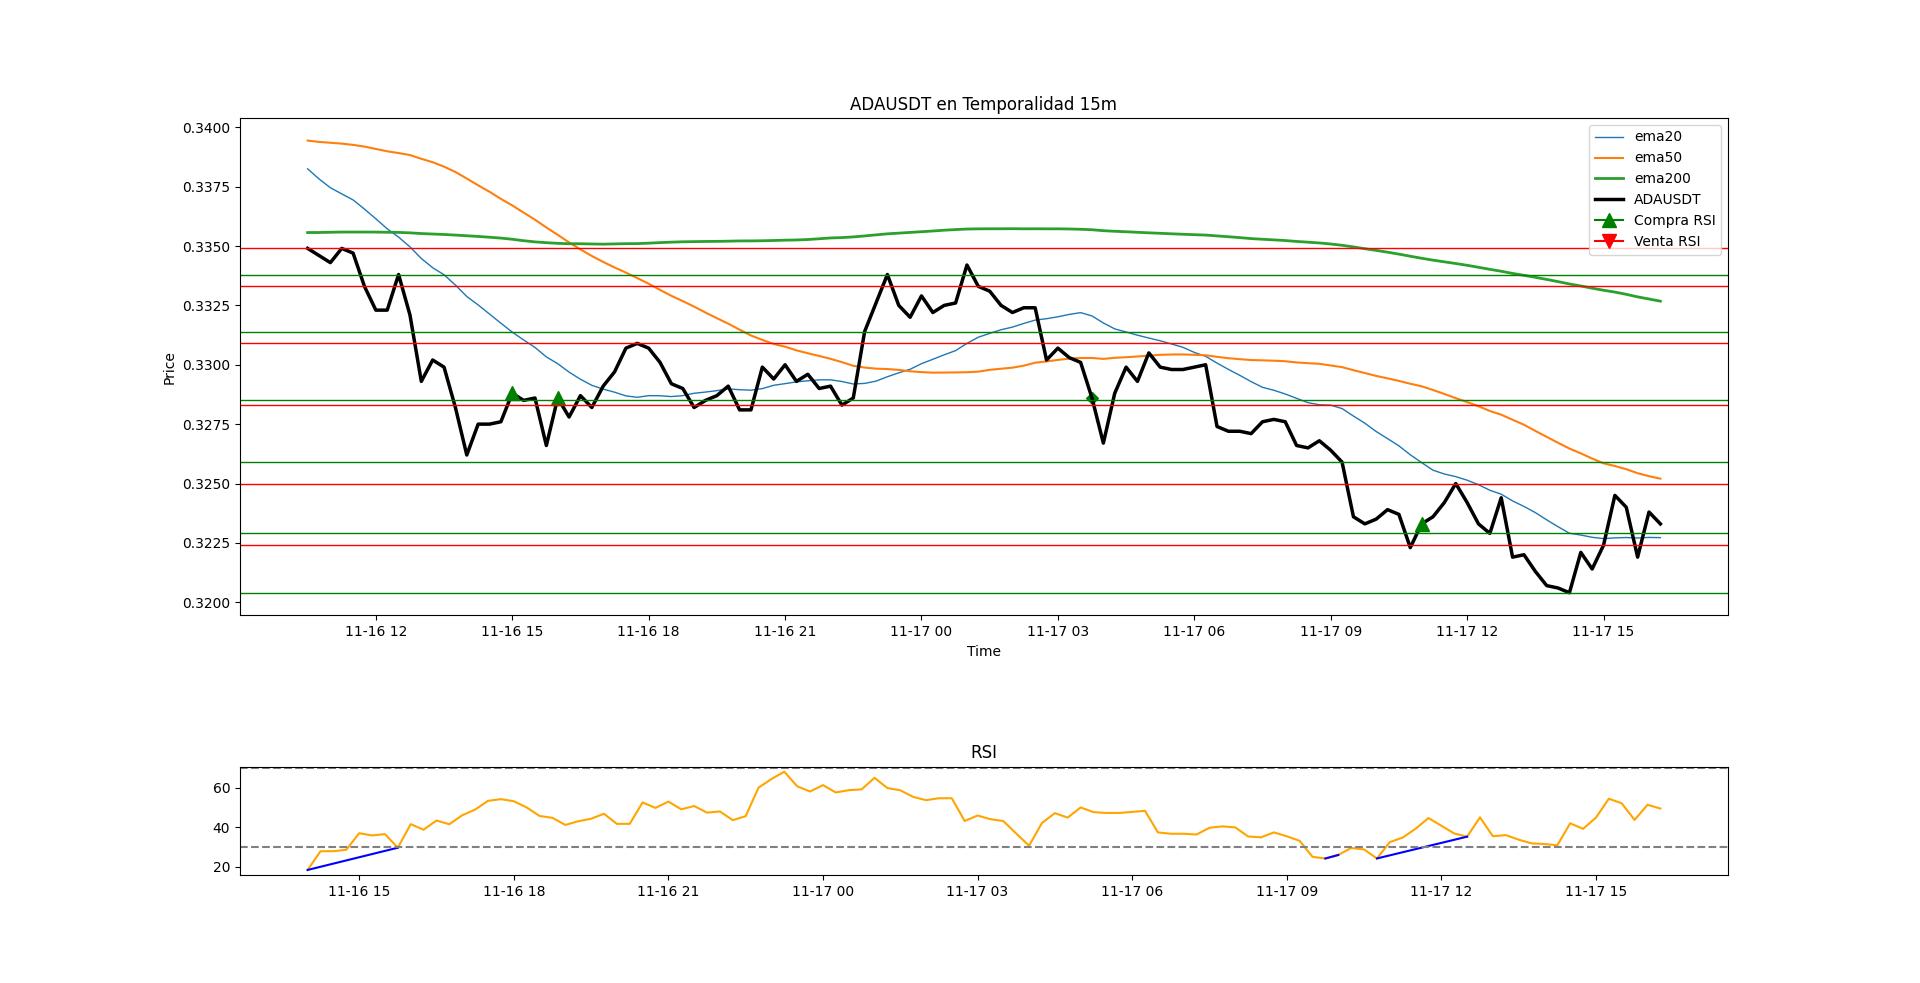 ADAUSDT en Temporalidad 15m
0.3400
0.3375
0.3350
0.3325
0.3300
0.3275
0.3250
0.3225
0.3200
Price
ema20
ema50
ema200
ADAUSDT
Compra RSI
Venta RSI
11-16 12 11-16 15 11-16 18 11-16 21 11-17 00 11-17 03 11-17 06 11-17 09 11-17 12 11-17 15
Time
RSI
60
40
20
11-16 15 11-16 18 11-16 21 11-17 00 11-17 03 11-17 06 11-17 09 11-17 12 11-17 15